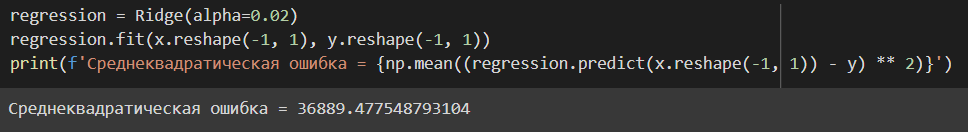 regression = Ridge(alpha=0.02)
regression.fit(x.reshape(-1, 1), y.reshape(-1, 1))
print(f'Среднеквадратическая ошибка = {np.mean((regression.predict(x.reshape(-1, 1)) - y) ** 2)}')
Среднеквадратическая ошибка = 36889.477548793104